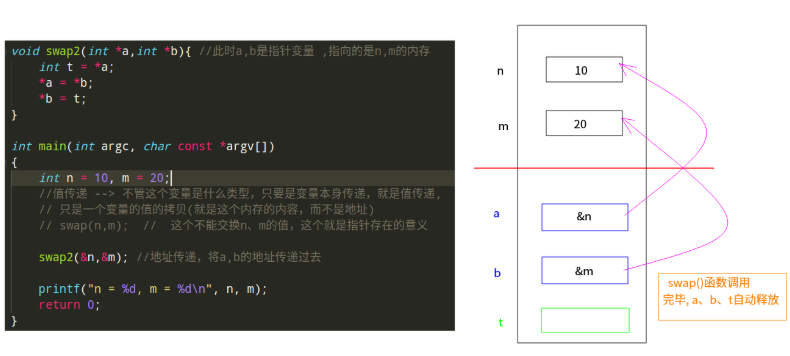 void swap2(int *a,int *b){ //此时a,b是指针变量 ,指向的是n,m的内存
    int t = *a;
    *a = *b;
    *b = t;
}
int main(int argc, char const *argv[])
{
    int n = 10, m = 20;
    //值传递 --> 不管这个变量是什么类型，只要是变量本身传递，就是值传递,
    // 只是一个变量的值的拷贝(就是这个内存的内容，而不是地址)
    // swap(n,m);  //  这个不能交换n、m的值，这个就是指针存在的意义
    swap2(&n,&m); //地址传递，将a,b的地址传递过去
    printf("n = %d, m = %d\n", n, m);
    return 0;
}
n 10
m 20
a &n
b &m
t
swap()函数调用
完毕, a、b、t自动释放